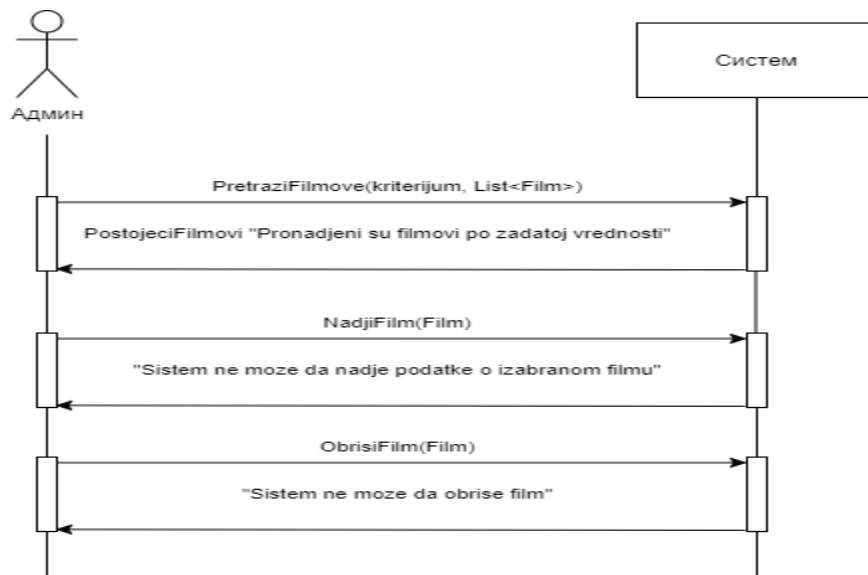 Систем
Админ
PretraziFilmove(kriterijum, List<Film>)
PostojeciFilmovi "Pronadjeni su filmovi po zadatoj vrednosti"
NadjiFilm(Film)
"Sistem ne moze da nadje podatke o izabranom filmu"
ObrisiFilm(Film)
"Sistem ne moze da obrise film"